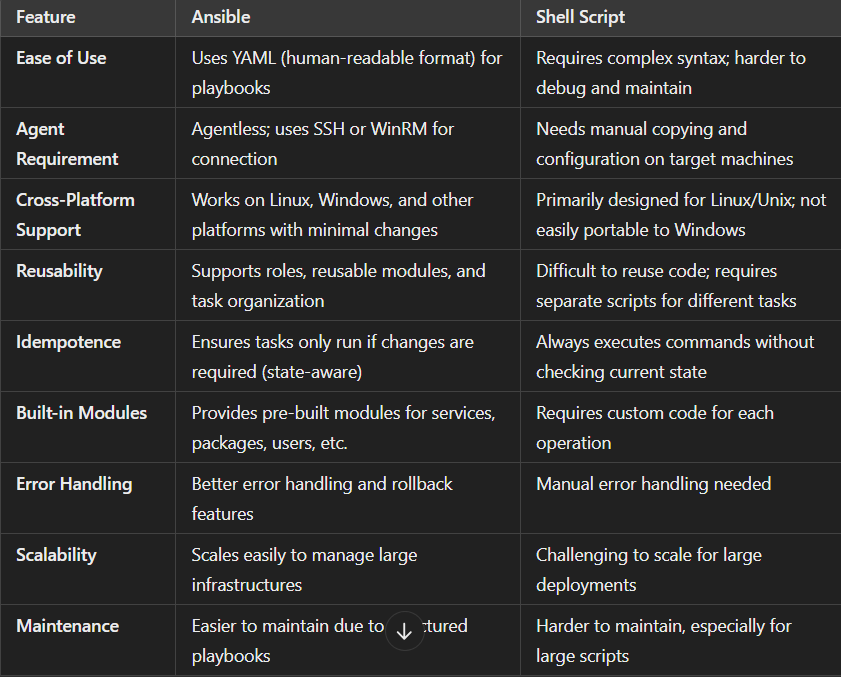 Feature Ansible Shell Script
Ease of Use Uses YAML (human-readable format) for Requires complex syntax; harder to
playbooks debug and maintain
Agent Agentless; uses SSH or WinRM for Needs manual copying and
Requirement connection configuration on target machines
Cross-Platform Works on Linux, Windows, and other Primarily designed for Linux/Unix; not
Support platforms with minimal changes easily portable to Windows
Reusability Supports roles, reusable modules, and Difficult to reuse code; requires
task organization separate scripts for different tasks
Idempotence Ensures tasks only run if changes are Always executes commands without
required (state-aware) checking current state
Built-in Modules Provides pre-built modules for services, Requires custom code for each
packages, users, etc. operation
Error Handling Better error handling and rollback Manual error handling needed
features
Scalability Scales easily to manage large Challenging to scale for large
infrastructures deployments
Maintenance Easier to maintain due to Harder to maintain, especially for
playbooks large scripts